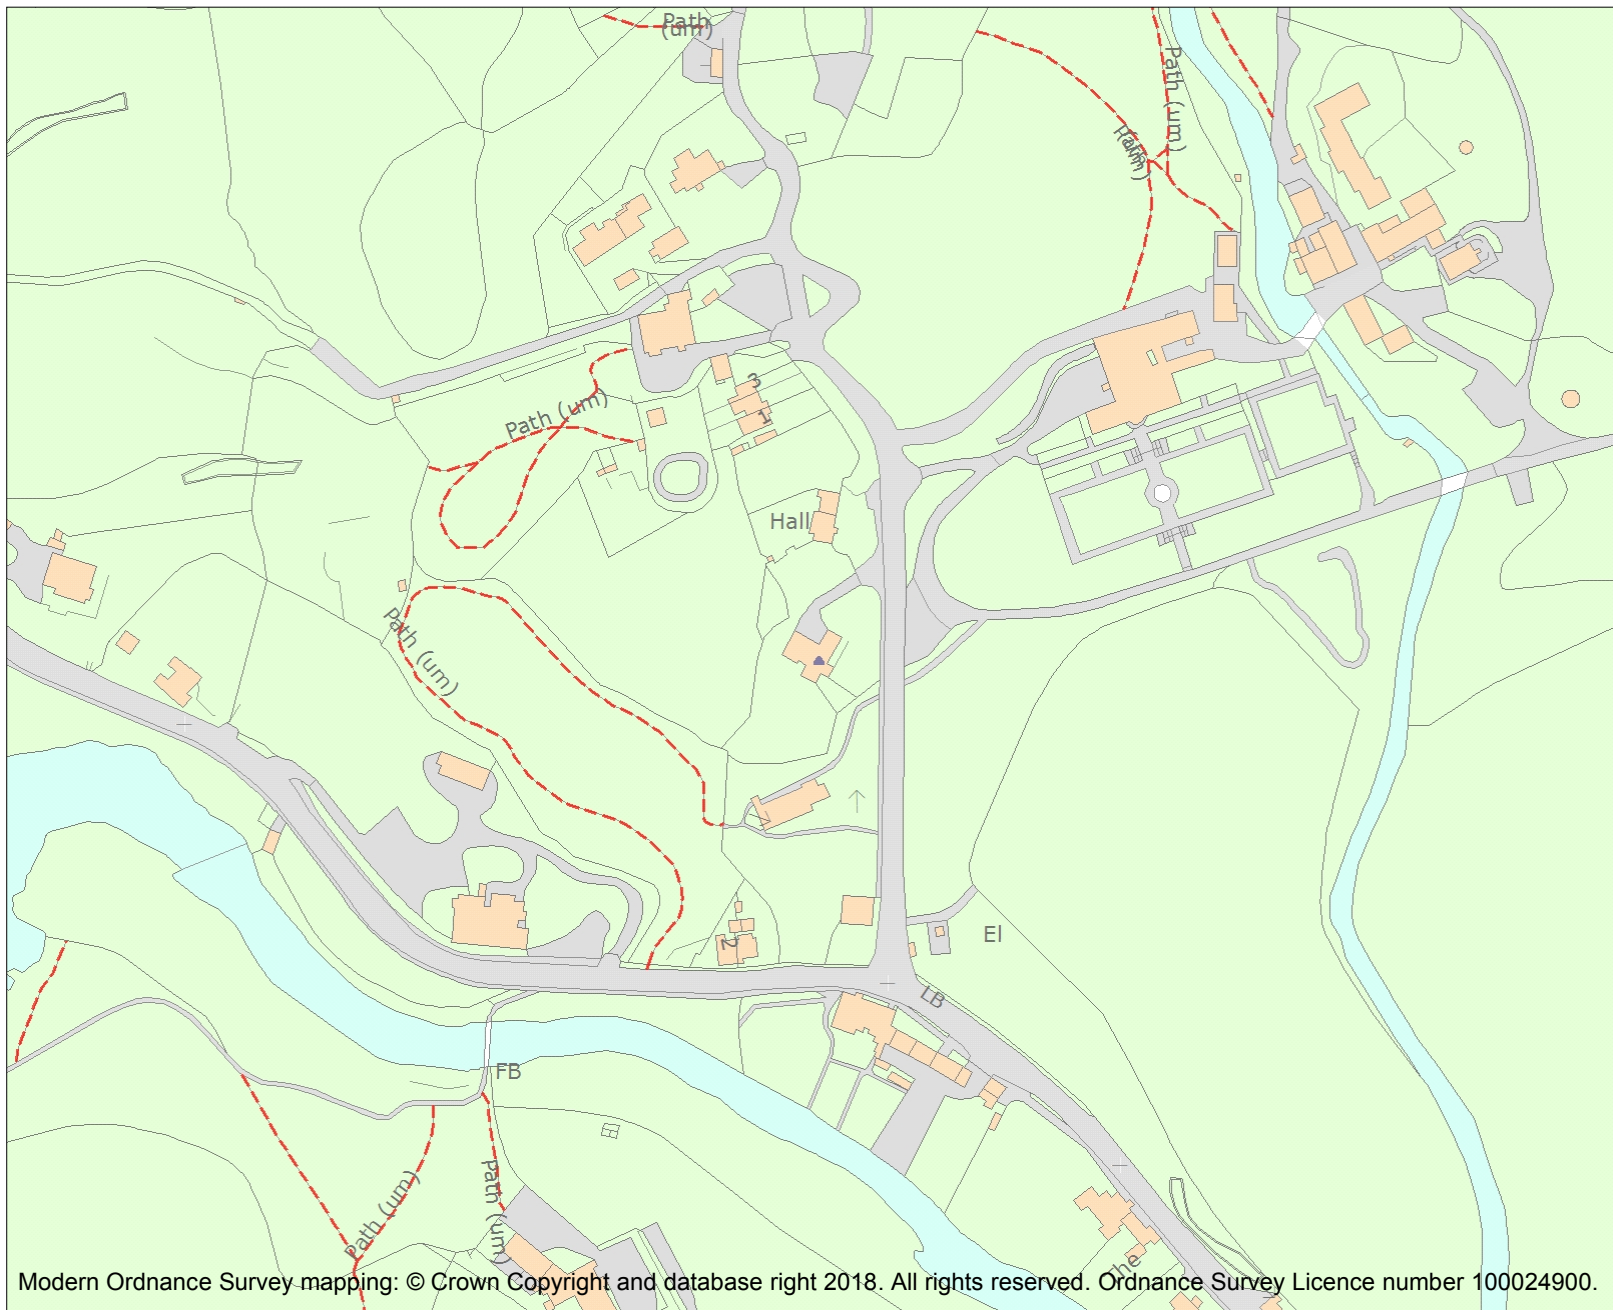 Path
(um)
Path (um)
Path (um)
3
1
Hall
Path (um)
2
El
LB
FB
Path (um)
Path (um)
The
Modern Ordnance Survey mapping: © Crown Copyright and database right 2018. All rights reserved. Ordnance Survey Licence number 100024900.